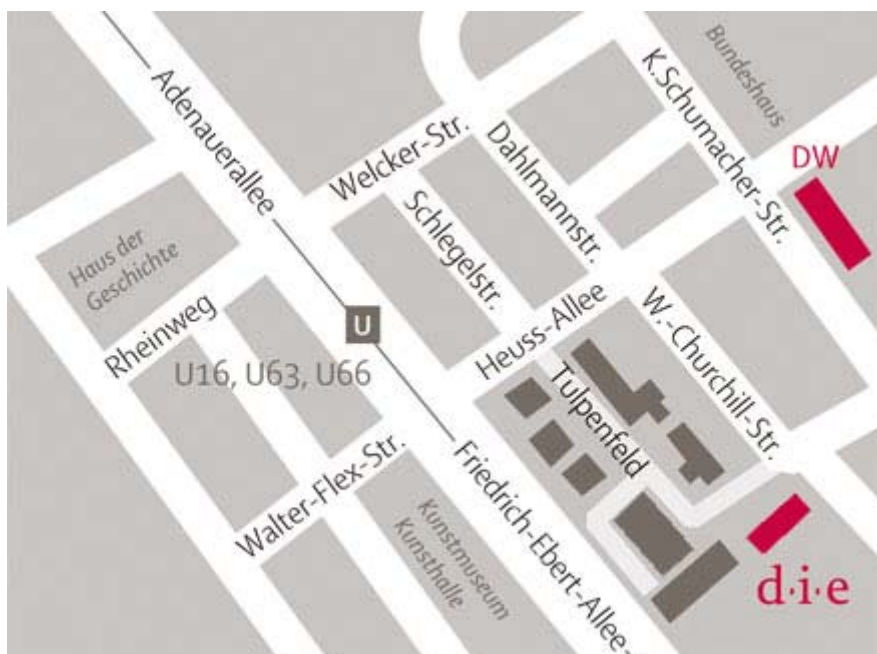 Adenauerallee
Welcker-Str.
Dahlmannstr.
K.Schumacher-Str.
Bundeshaus
DW
Schlegelstr.
Haus der
Geschichte
Rheinweg
U
U16, U63, U66
Heuss-Allee
W.-Churchill-Str.
Tulpenfeld
Walter-Flex-Str.
Kunstmuseum
Kunsthalle
Friedrich-Ebert-Allee-
d·i·e